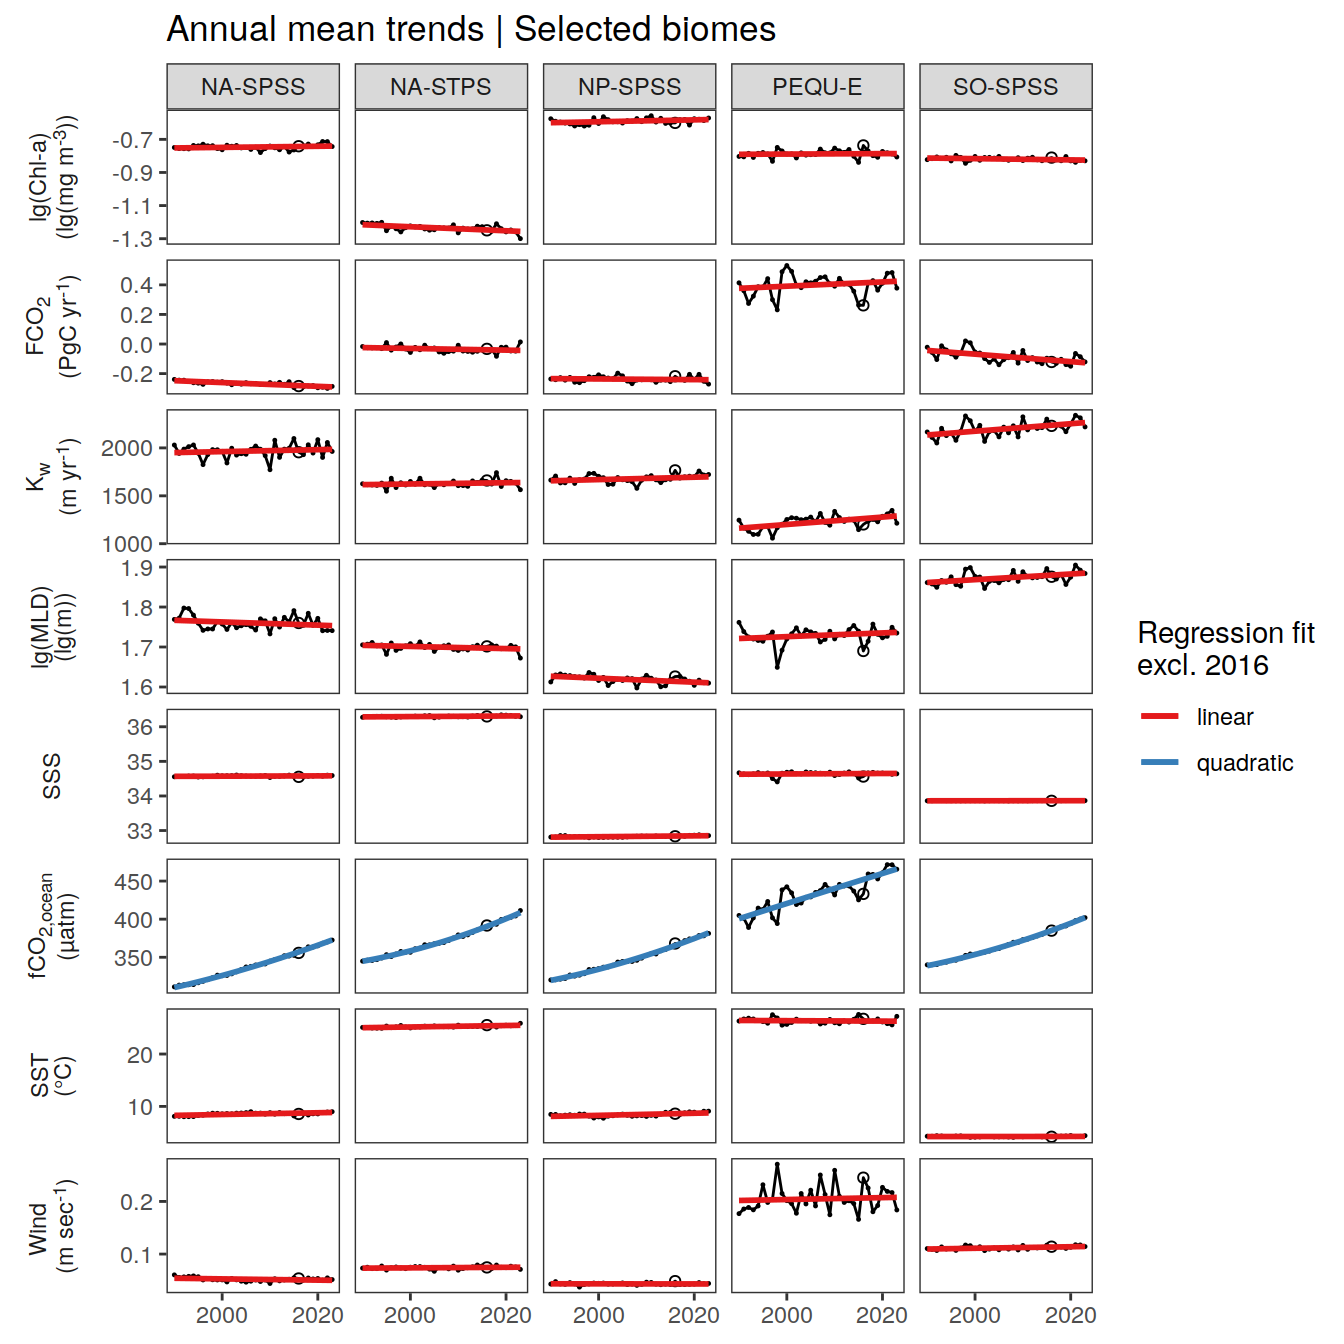 Annual mean trends | Selected biomes
NA-SPSS NA-STPS NP-SPSS PEQU-E SO-SPSS
lg(Chl-a)
(lg(mg m⁻³))
-0.7
-0.9
-1.1
-1.3
FCO₂
(PgC yr⁻¹)
0.4
0.2
0.0
-0.2
Kw
(m yr⁻¹)
2000
1500
1000
lg(MLD)
(lg(m))
1.9
1.8
1.7
1.6
SSS
36
35
34
33
fCO2,ocean
(µatm)
450
400
350
SST
(°C)
20
10
Wind
(m sec⁻¹)
0.2
0.1
2000 2020 2000 2020 2000 2020 2000 2020 2000 2020
Regression fit
excl. 2016
linear
quadratic